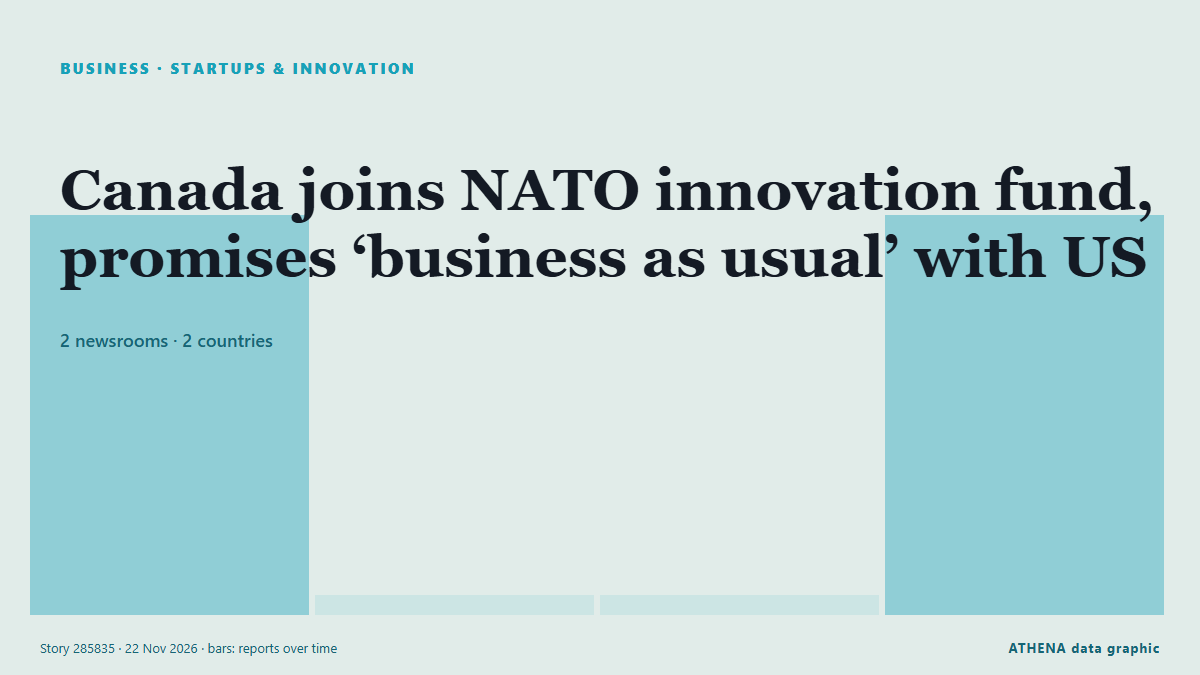 BUSINESS · STARTUPS & INNOVATION
Canada joins NATO innovation fund,
promises ‘business as usual’ with US
2 newsrooms · 2 countries
Story 285835 · 22 Nov 2026 · bars: reports over time
ATHENA data graphic